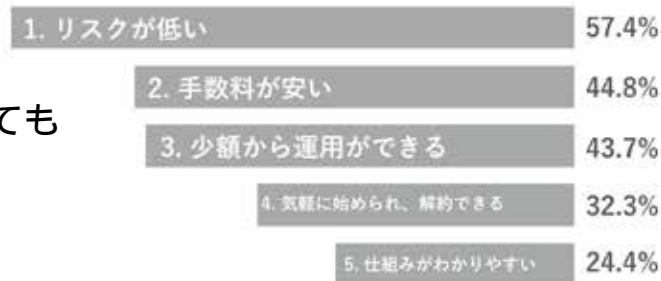 1. リスクが低い 57.4%
2. 手数料が安い 44.8%
ても
3. 少額から運用ができる 43.7%
4. 気軽に始められ、解約できる 32.3%
5. 仕組みがわかりやすい 24.4%